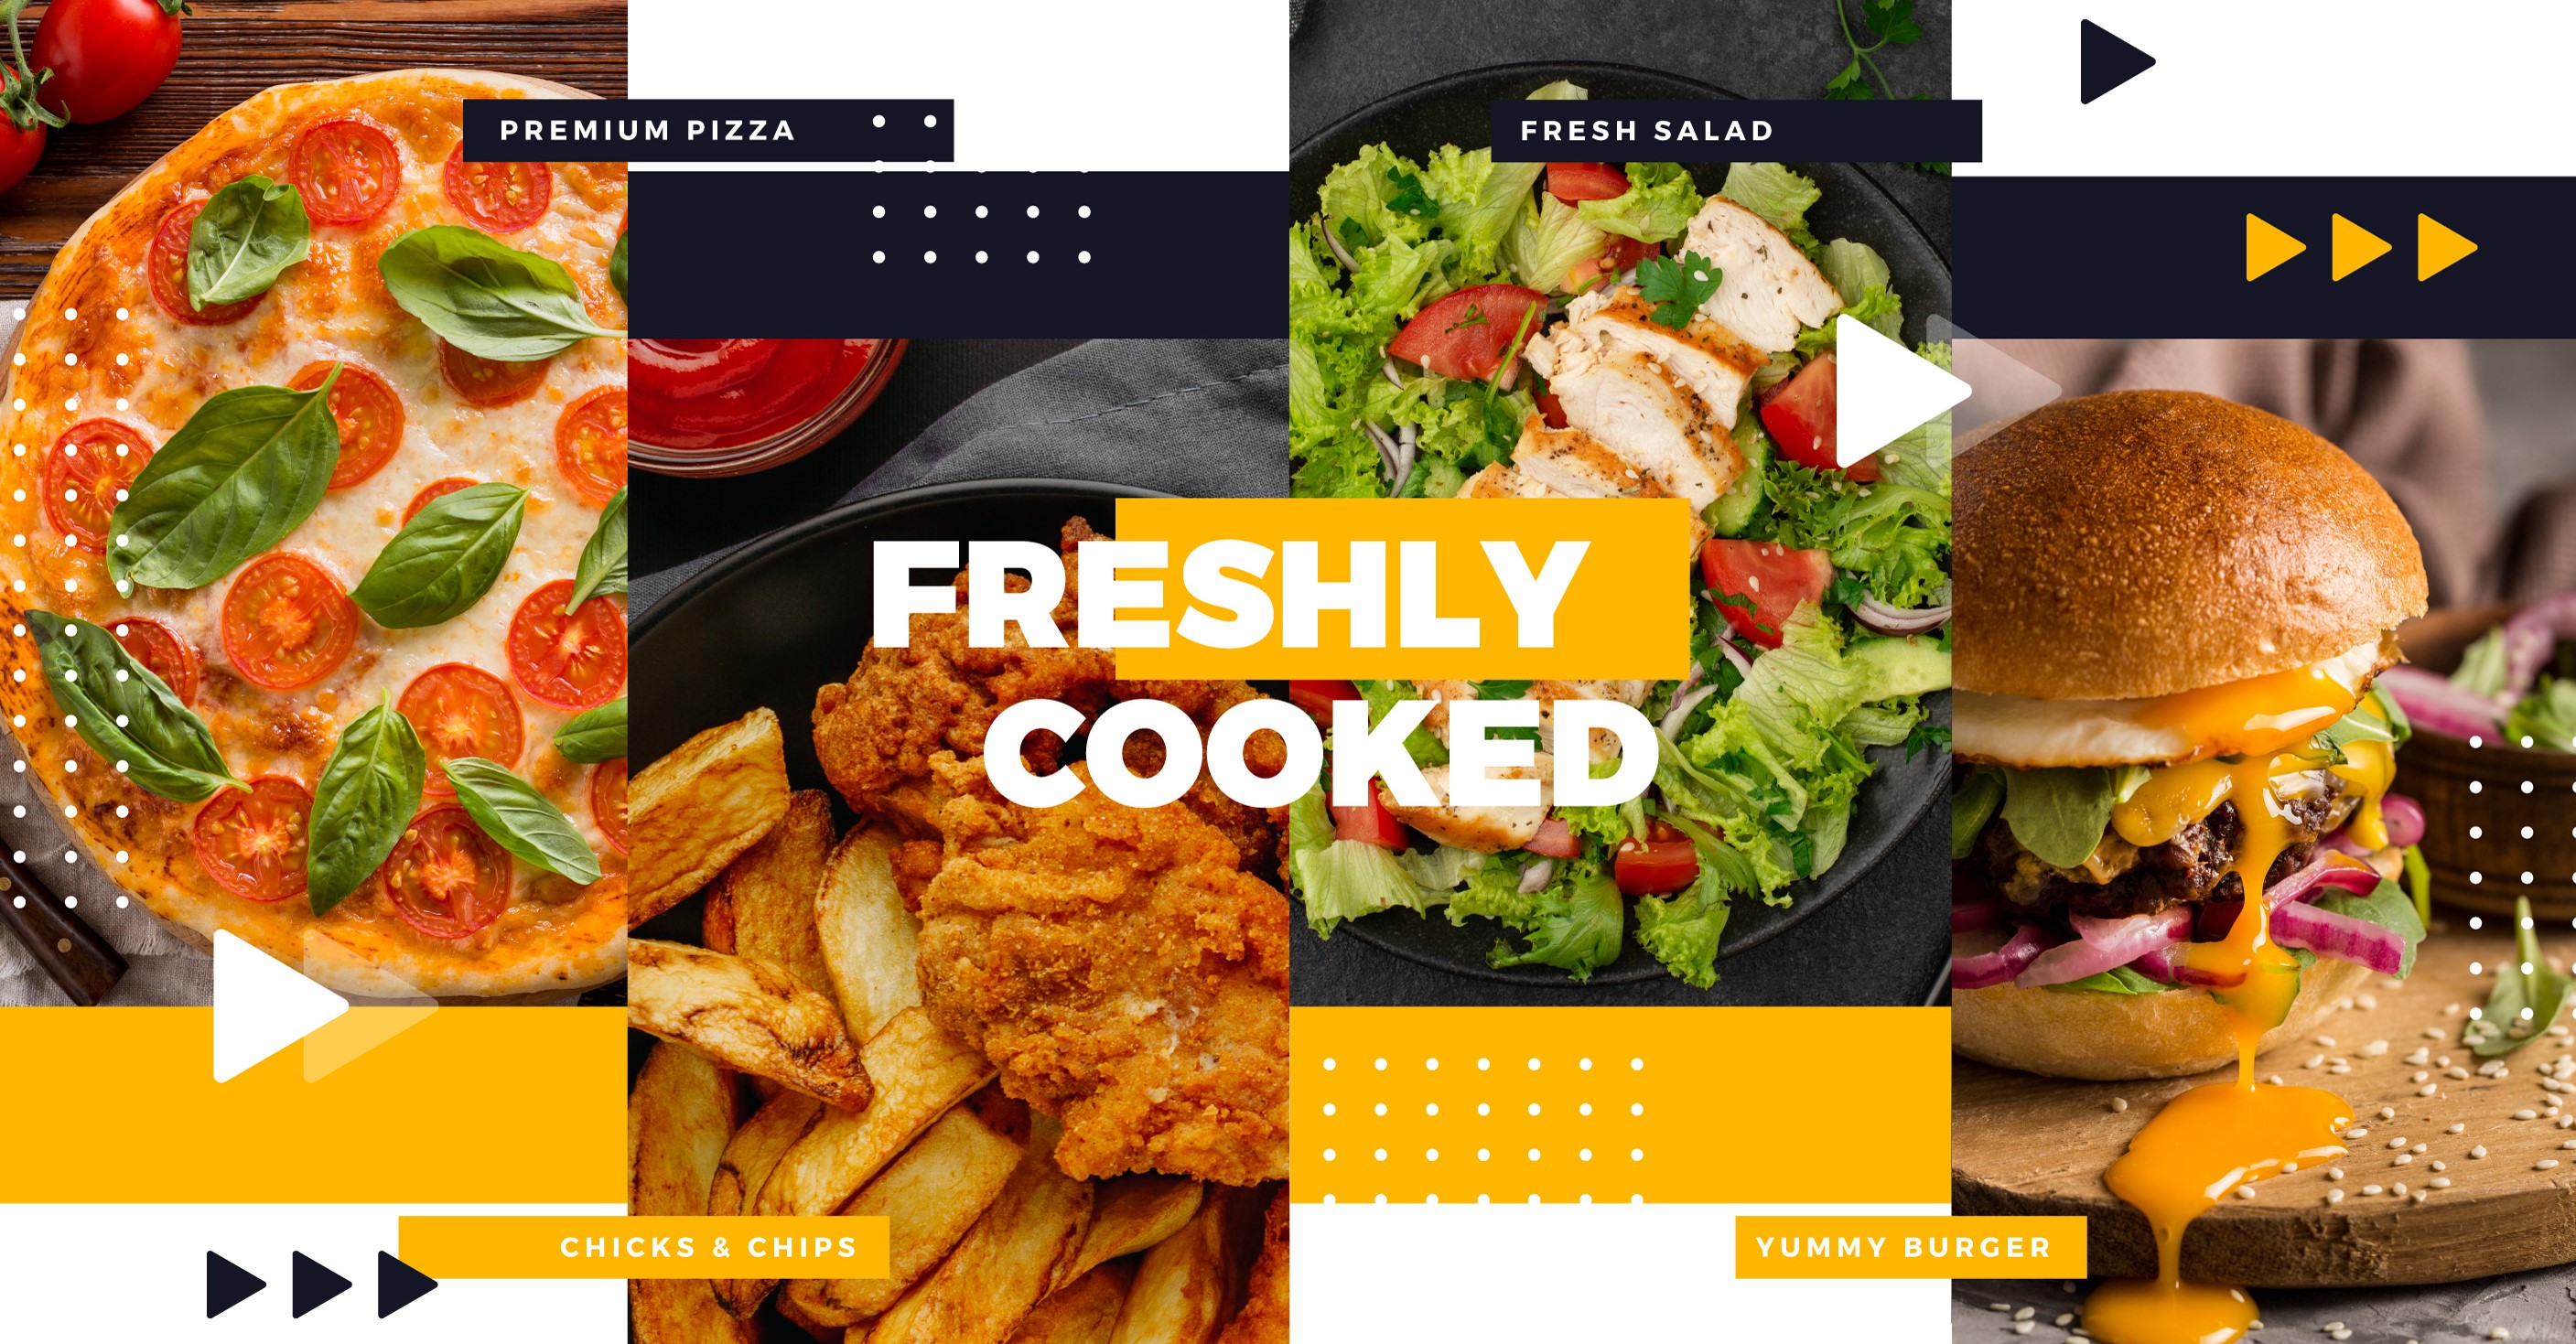 PREMIUM PIZZA
FRESH SALAD
FRESHLY
COOKED
CHICKS & CHIPS
YUMMY BURGER